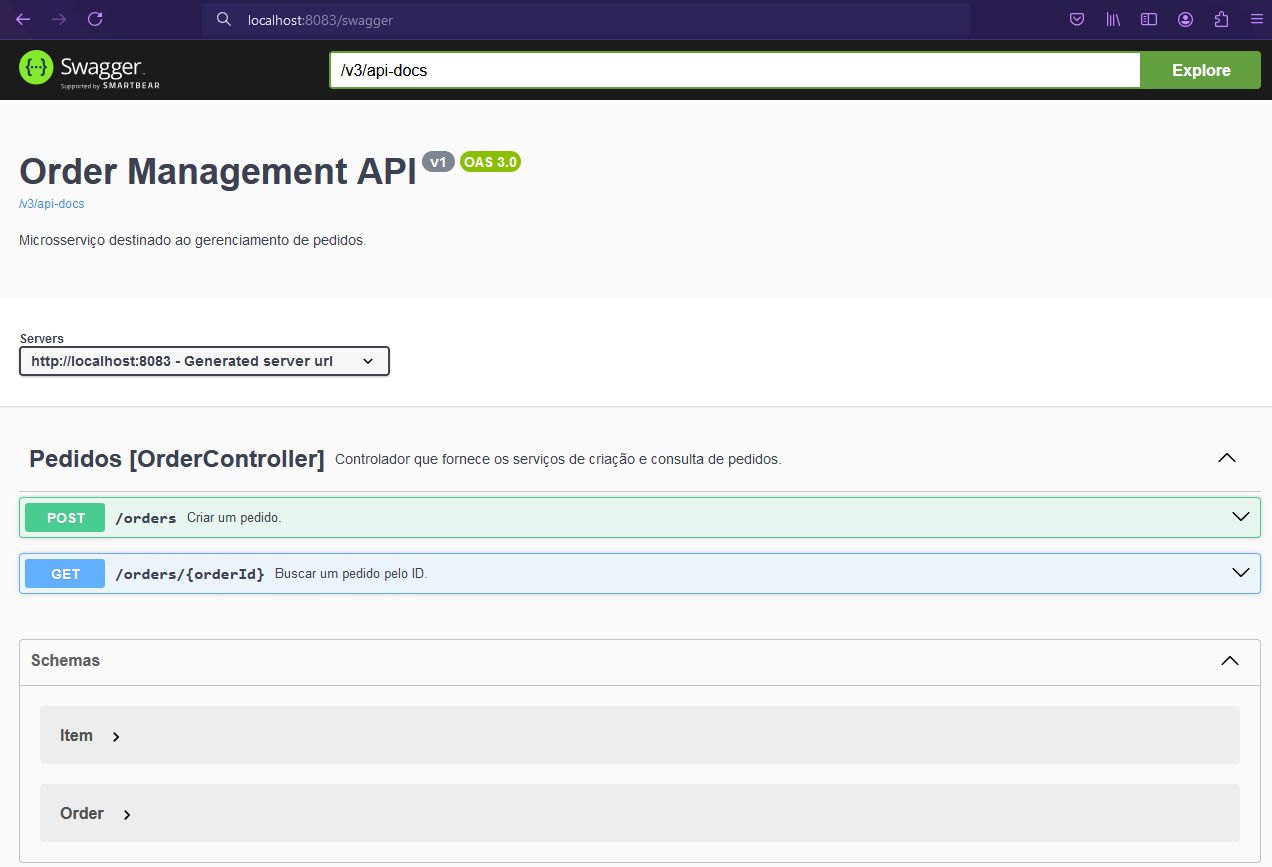 localhost:8083/swagger
{···} Swagger.
Supported by SMARTBEAR
/v3/api-docs
Explore
Order Management API v1 OAS 3.0
/v3/api-docs
Microsserviço destinado ao gerenciamento de pedidos.
Servers
http://localhost:8083 - Generated server url
Pedidos [OrderController] Controlador que fornece os serviços de criação e consulta de pedidos.
POST /orders Criar um pedido.
GET /orders/{orderId} Buscar um pedido pelo ID.
Schemas
Item
Order